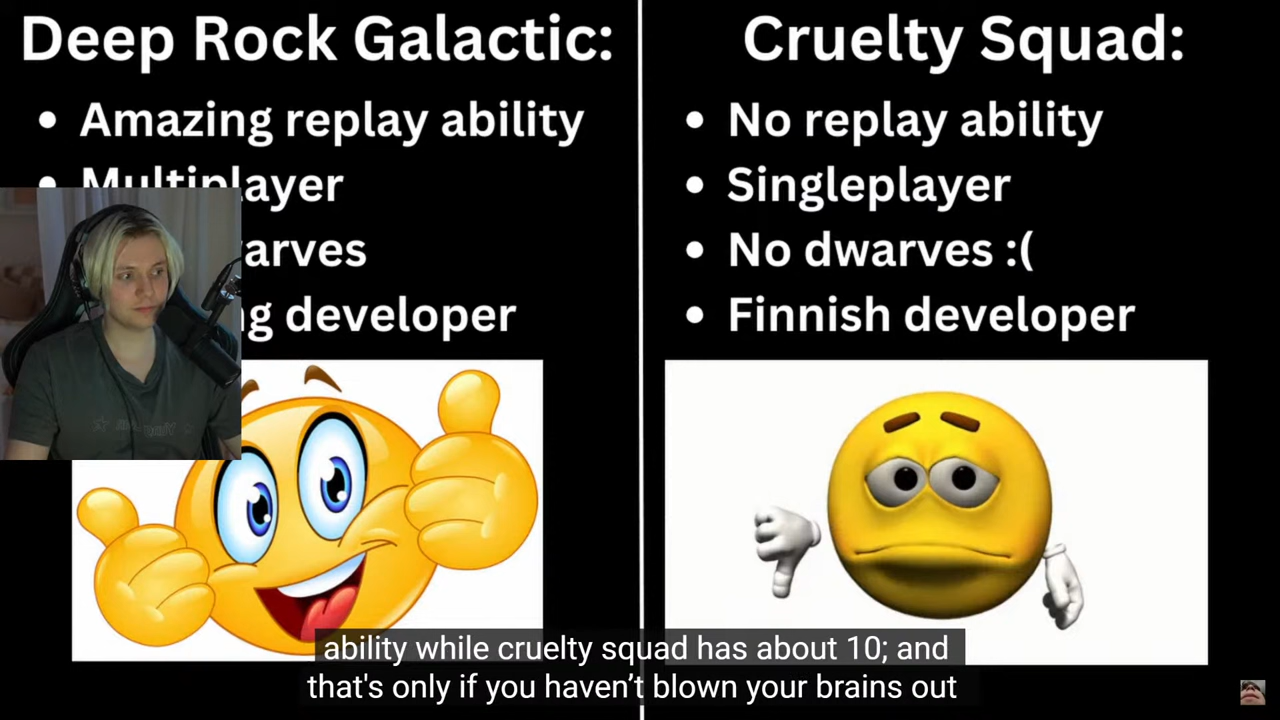 Deep Rock Galactic:
• Amazing replay ability
• Multiplayer
arves
developer
Cruelty Squad:
• No replay ability
• Singleplayer
• No dwarves :(
• Finnish developer
ability while cruelty squad has about 10; and
that's only if you haven't blown your brains out